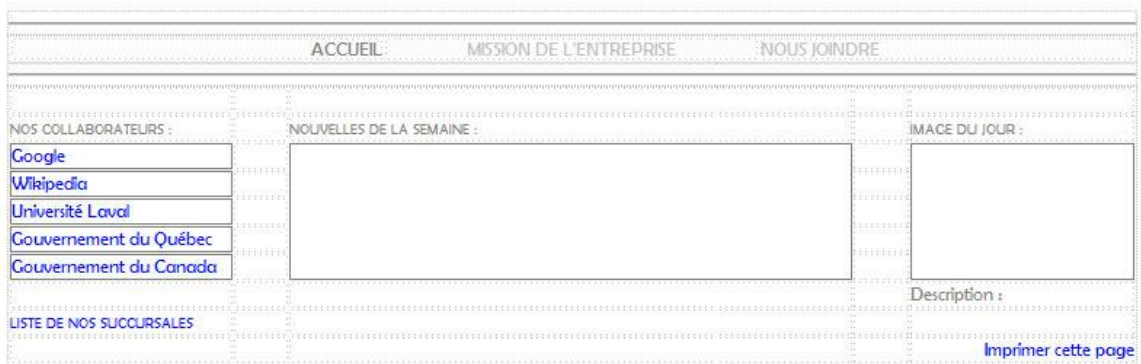 ACCUEIL MISSION DE L'ENTREPRISE NOUS JOINDRE
NOS COLLABORATEURS : NOUVELLES DE LA SEMAINE : IMAGE DU JOUR :
Google
Wikipedia
Université Laval
Gouvernement du Québec
Gouvernement du Canada
Description :
LISTE DE NOS SUCCURSALES
Imprimer cette page